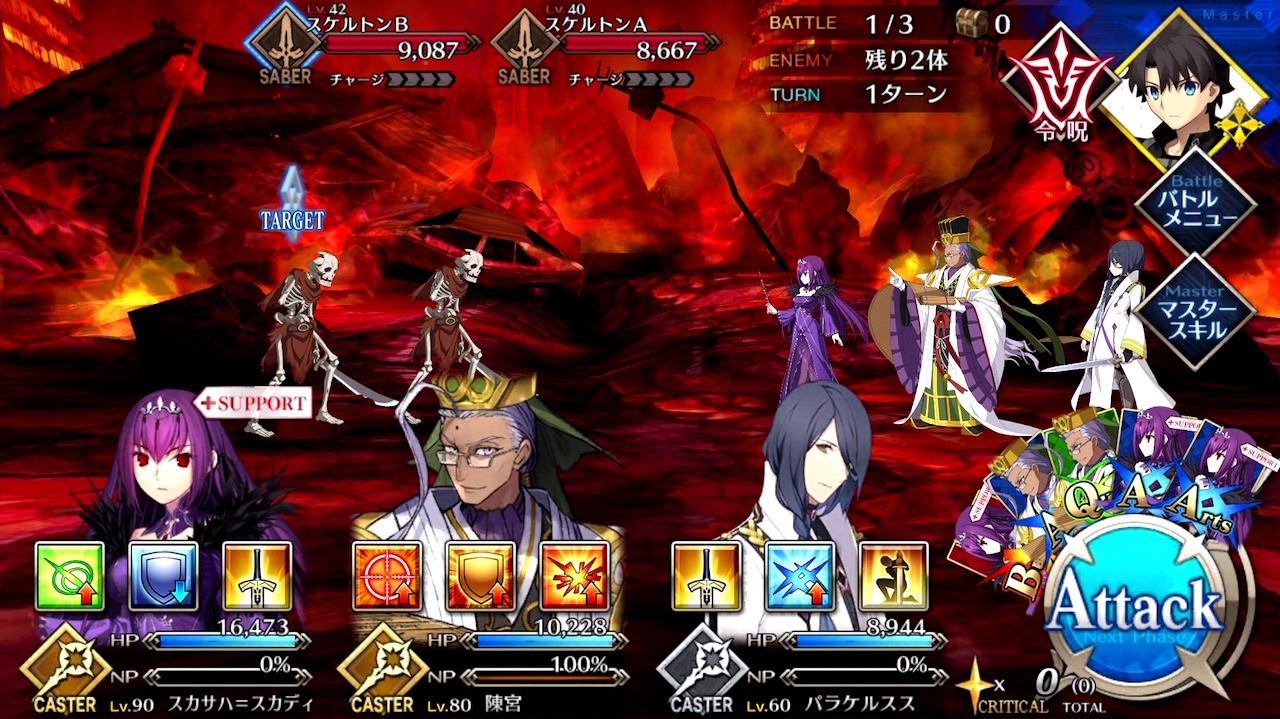 Lv.42
スケルトンB
9,087
SABER
チャージ
Lv.40
スケルトンA
8,667
SABER
チャージ
BATTLE 1/3
0
ENEMY 残り2体
TURN 1ターン
令呪
Master
Battle
バトル
メニュー
Master
マスター
スキル
TARGET
+SUPPORT
Q
A
Arts
Attack
Next Phase
16,473
HP
0%
NP
CASTER
Lv.90 スカサハ=スカディ
10,228
HP
100%
NP
CASTER
Lv.80 陳宮
8,944
HP
0%
NP
CASTER
Lv.60 パラケルスス
x 0 (0)
CRITICAL TOTAL